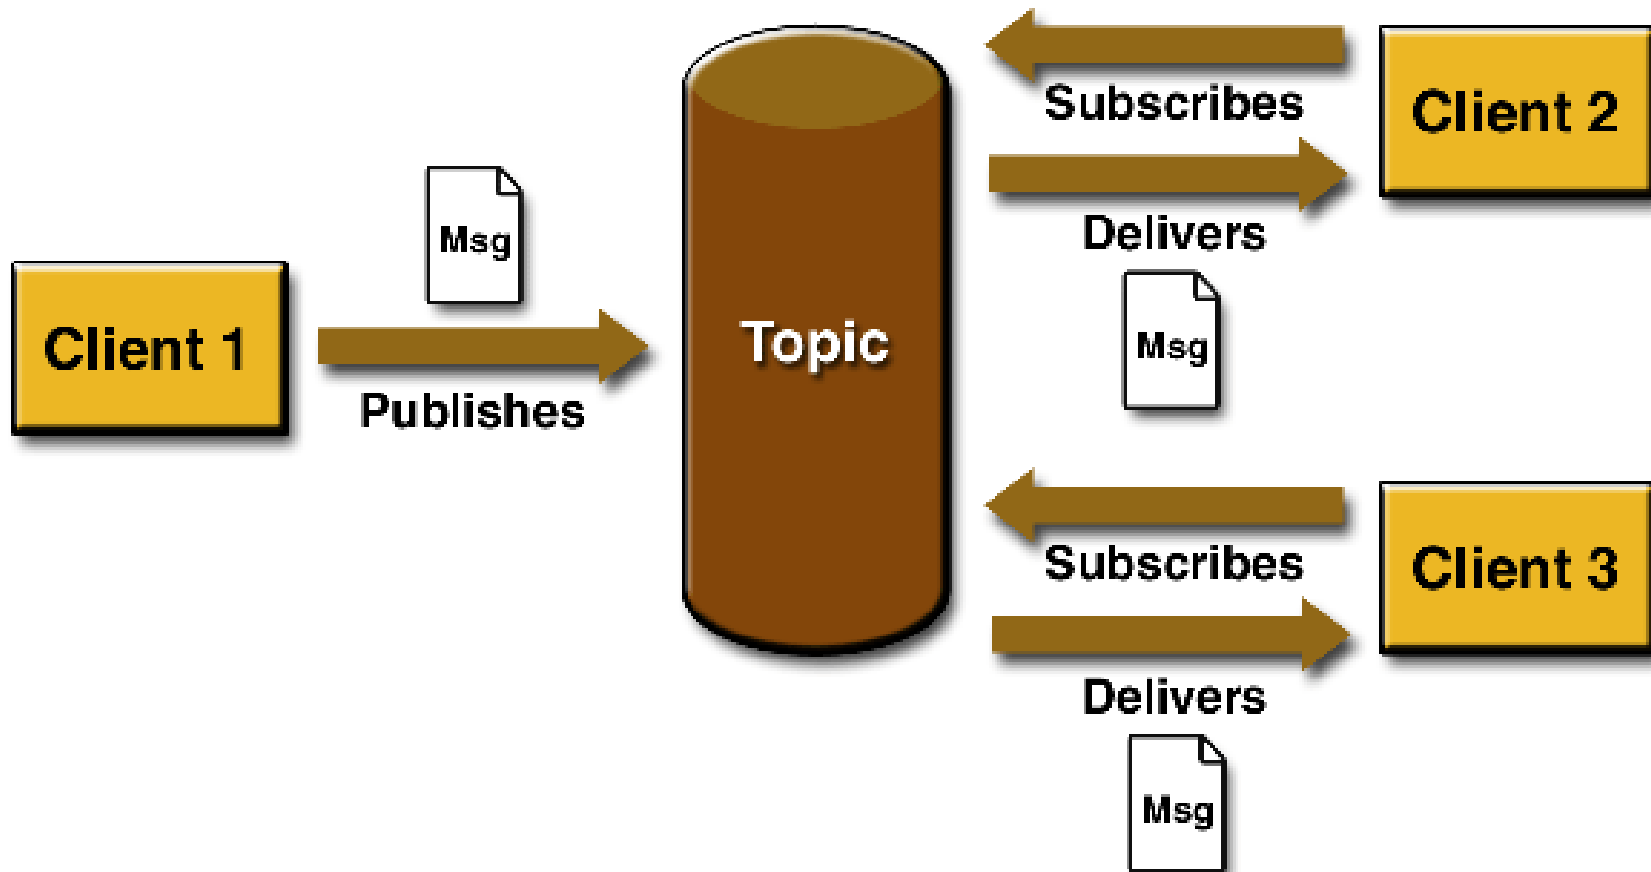 Client 1
Msg
Publishes
Topic
Subscribes
Delivers
Msg
Client 2
Subscribes
Delivers
Msg
Client 3